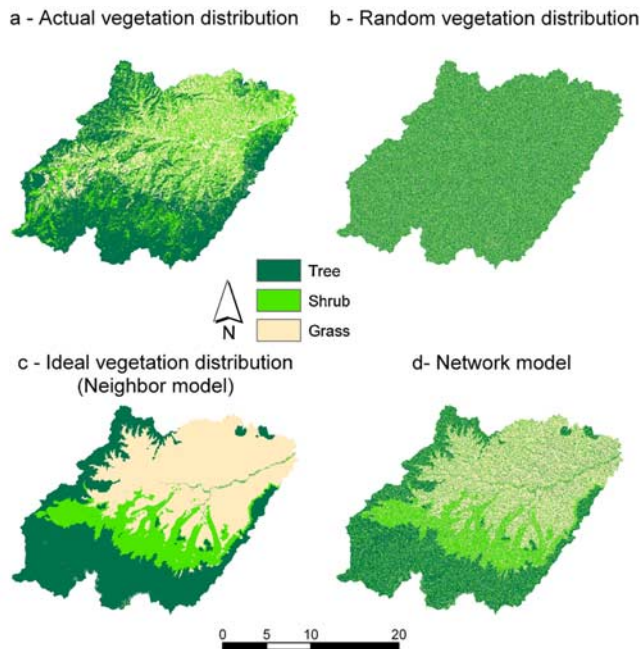 a - Actual vegetation distribution
b - Random vegetation distribution
Tree
Shrub
Grass
N
c - Ideal vegetation distribution
(Neighbor model)
d- Network model
0 5 10 20